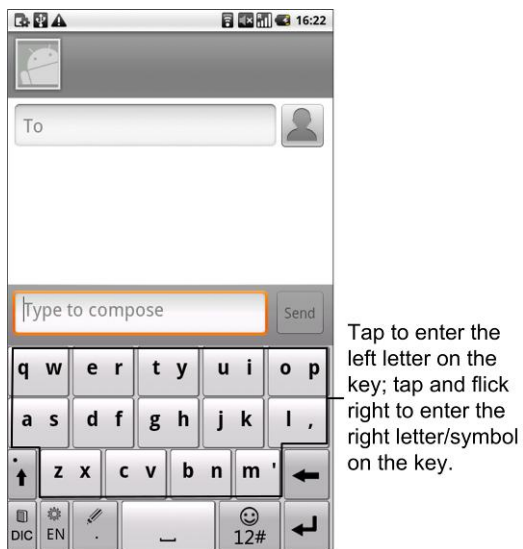 16:22
To
Type to compose
Send
q w e r t y u i o p
a s d f g h j k l ,
z x c v b n m '
DIC EN . 12#
Tap to enter the
left letter on the
key; tap and flick
right to enter the
right letter/symbol
on the key.